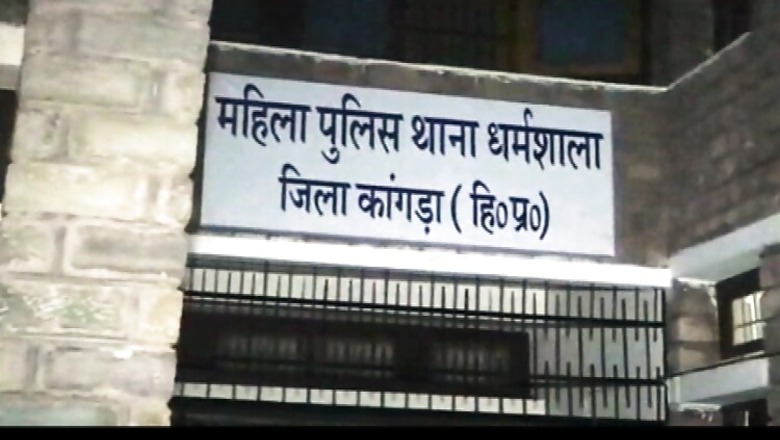 महिला पुलिस थाना धर्मशाला
जिला कांगड़ा ( हि०प्र०)